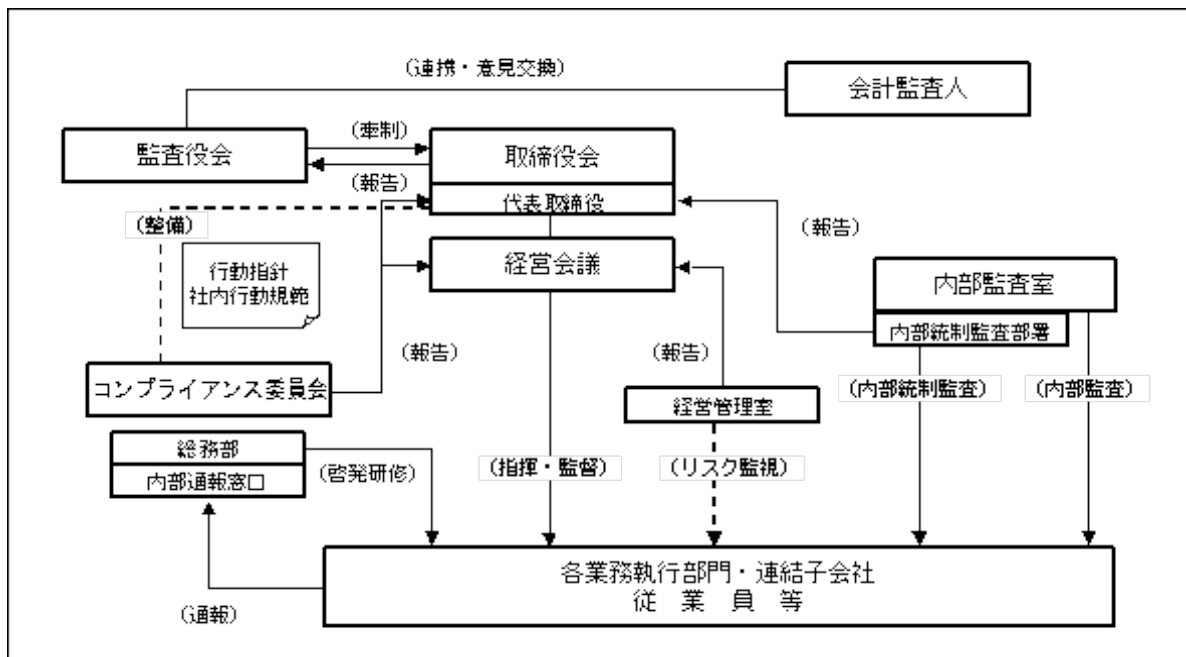 （連携・意見交換）
会計監査人
監査役会
（牽制）
取締役会
（報告）
代表取締役
（整備）
（報告）
行動指針
社内行動規範
経営会議
内部監査室
内部統制監査部署
（報告）
（報告）
コンプライアンス委員会
経営管理室
（内部統制監査）
（内部監査）
総務部
内部通報窓口
（啓発研修）
（指揮・監督）
（リスク監視）
各業務執行部門・連結子会社
従　業　員　等
（通報）